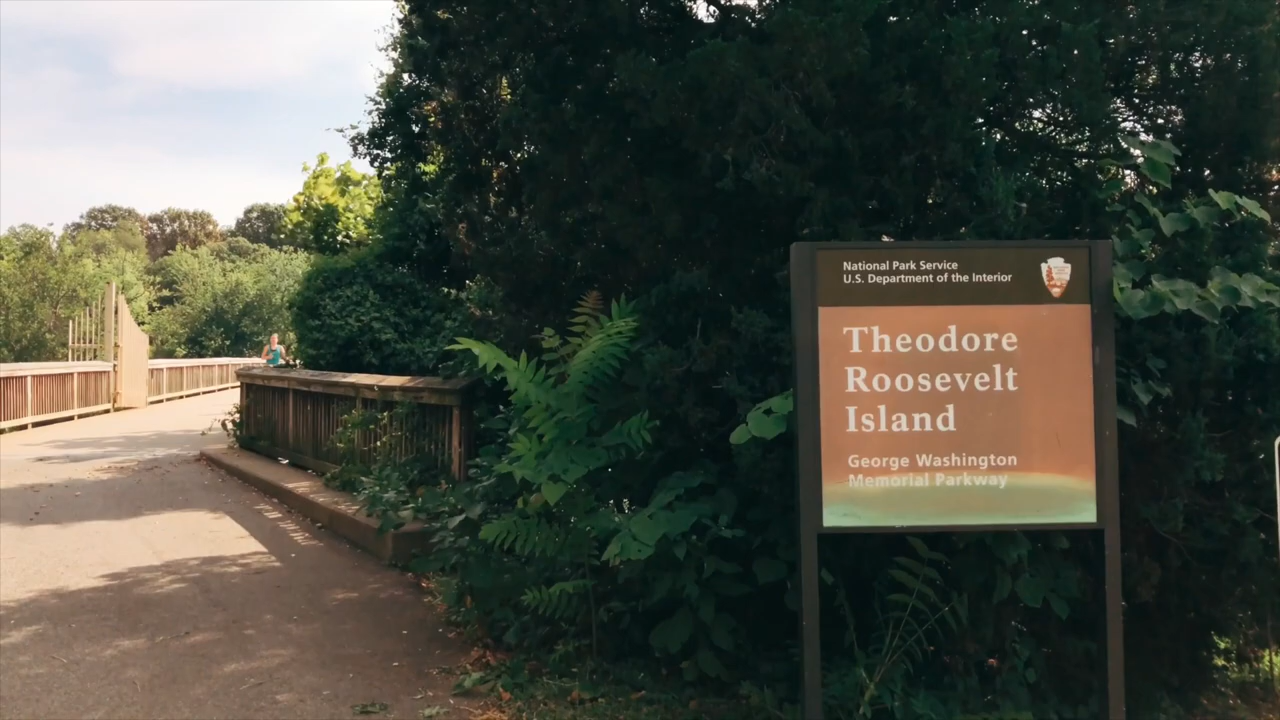 National Park Service
U.S. Department of the Interior
Theodore
Roosevelt
Island
George Washington
Memorial Parkway